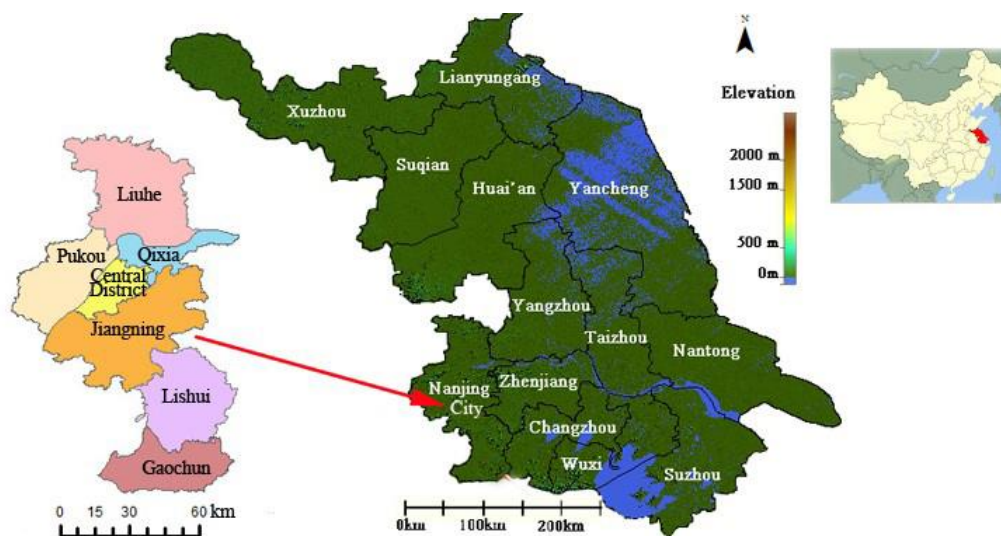 N
Lianyungang
Xuzhou
Elevation
2000 m
1500 m
500 m
0m
Suqian
Huai'an
Yancheng
Liuhe
Pukou
Qixia
Central
District
Jiangning
Yangzhou
Taizhou
Nantong
Nanjing
City
Zhenjiang
Lishui
Changzhou
Wuxi
Suzhou
Gaochun
0 15 30 60 km
0km 100km 200km